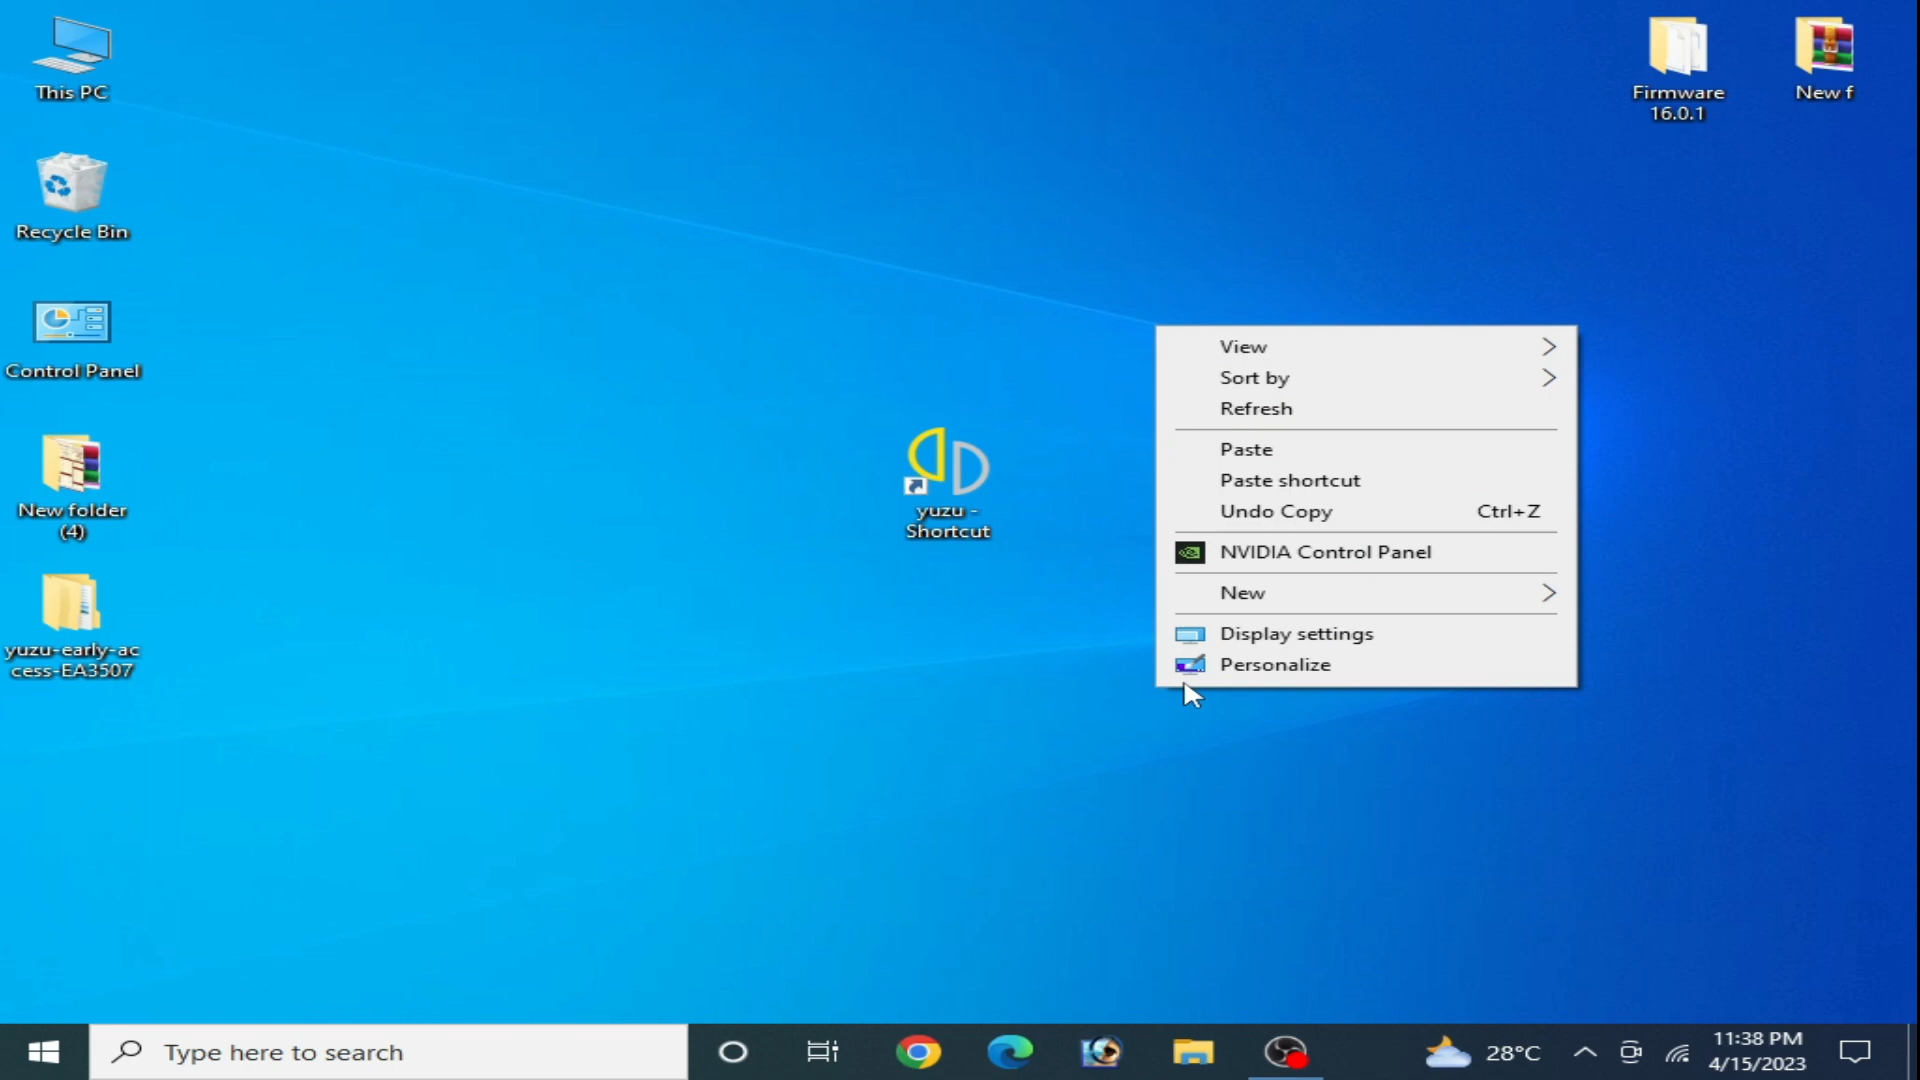 This PC
Recycle Bin
Control Panel
New folder
(4)
yuzu-early-ac
cess-EA3507
yuzu -
Shortcut
Firmware
16.0.1
New f
View
Sort by
Refresh
Paste
Paste shortcut
Undo Copy Ctrl+Z
NVIDIA Control Panel
New
Display settings
Personalize
Type here to search
28°C
11:38 PM
4/15/2023